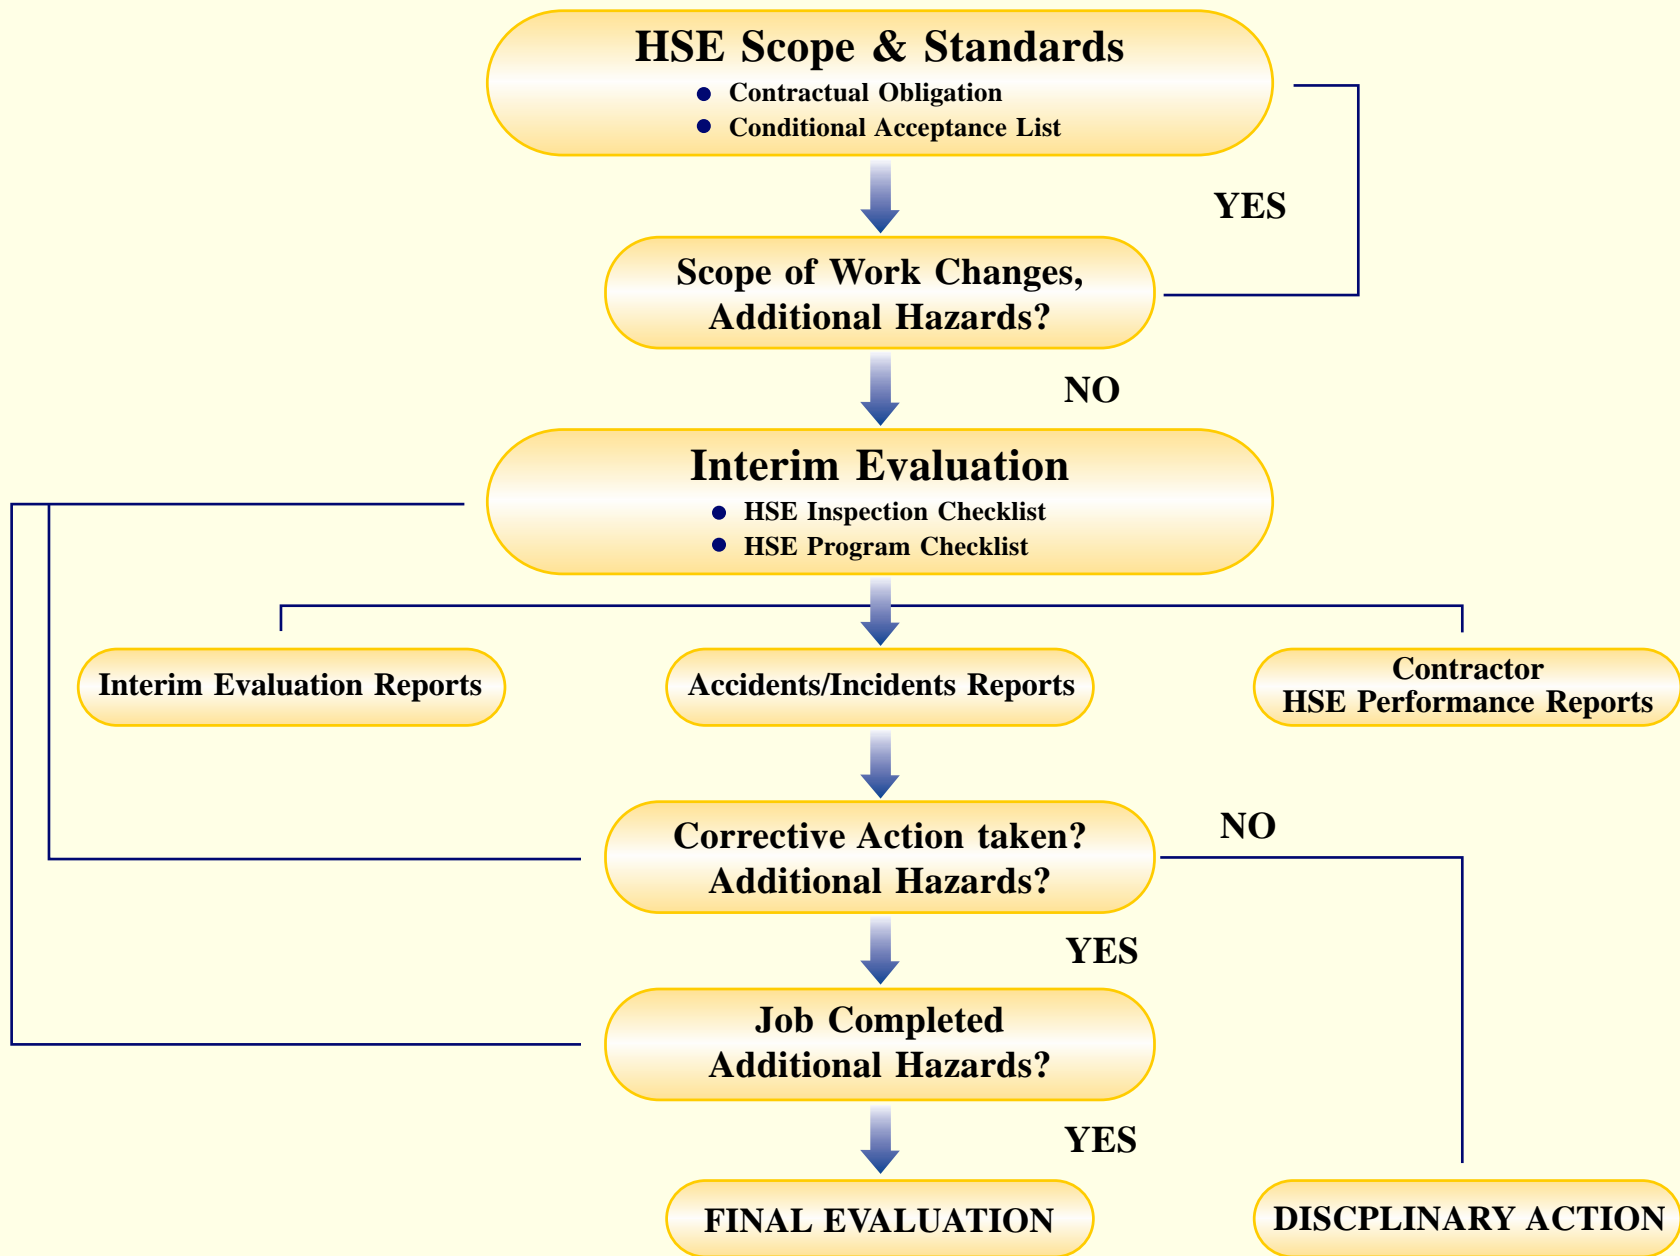 HSE Scope & Standards
Contractual Obligation
Conditional Acceptance List
YES
Scope of Work Changes,
Additional Hazards?
NO
Interim Evaluation
HSE Inspection Checklist
HSE Program Checklist
Interim Evaluation Reports
Accidents/Incidents Reports
Contractor
HSE Performance Reports
Corrective Action taken?
Additional Hazards?
NO
YES
Job Completed
Additional Hazards?
YES
FINAL EVALUATION
DISCPLINARY ACTION